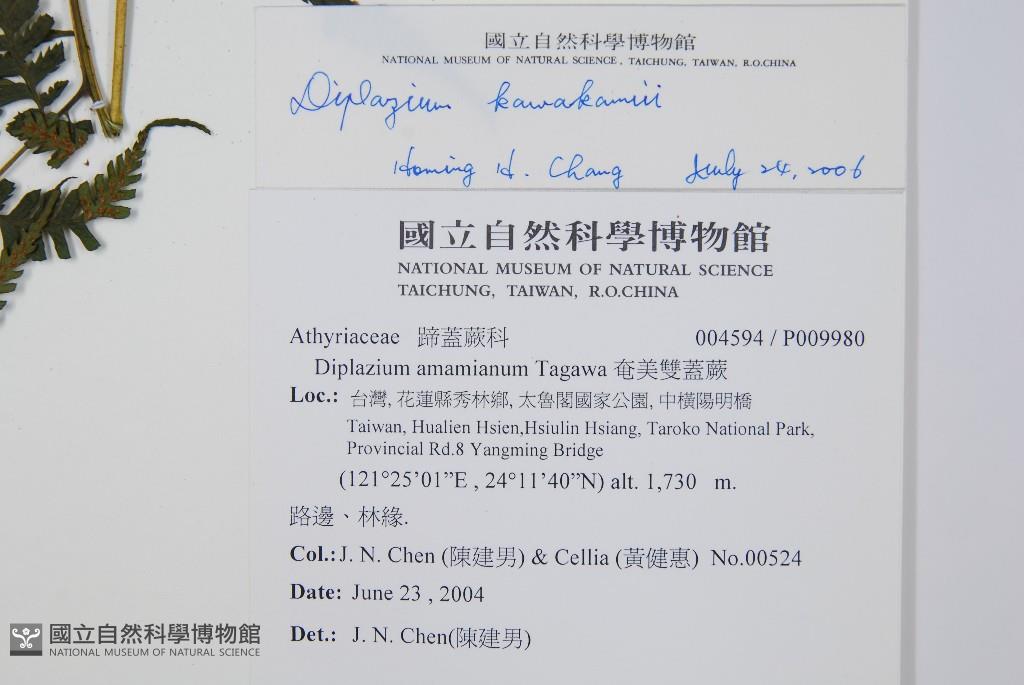 國立自然科學博物館
NATIONAL MUSEUM OF NATURAL SCIENCE, TAICHUNG, TAIWAN, R.O.CHINA
Diplazium kawakamii
Homing H. Chang July 24, 2006
國立自然科學博物館
NATIONAL MUSEUM OF NATURAL SCIENCE
TAICHUNG, TAIWAN, R.O.CHINA
Athyriaceae 蹄蓋蕨科 004594 / P009980
Diplazium amamianum Tagawa 奄美雙蓋蕨
Loc.: 台灣, 花蓮縣秀林鄉, 太魯閣國家公園, 中橫陽明橋
Taiwan, Hualien Hsien,Hsiulin Hsiang, Taroko National Park,
Provincial Rd.8 Yangming Bridge
(121°25’01”E , 24°11’40”N) alt. 1,730 m.
路邊、林緣.
Col.:J. N. Chen (陳建男) & Cellia (黃健惠) No.00524
Date: June 23 , 2004
Det.: J. N. Chen(陳建男)
國立自然科學博物館
NATIONAL MUSEUM OF NATURAL SCIENCE